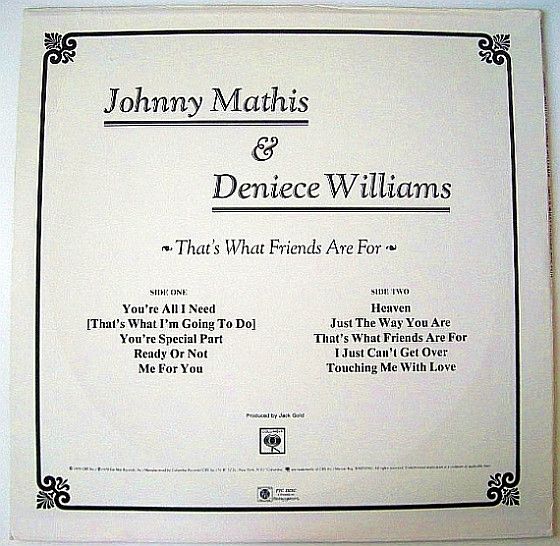 Johnny Mathis
&
Deniece Williams
That's What Friends Are For
SIDE ONE
You're All I Need
[That's What I'm Going To Do]
You're Special Part
Ready Or Not
Me For You
SIDE TWO
Heaven
Just The Way You Are
That's What Friends Are For
I Just Can't Get Over
Touching Me With Love
Produced by Jack Gold
COLUMBIA